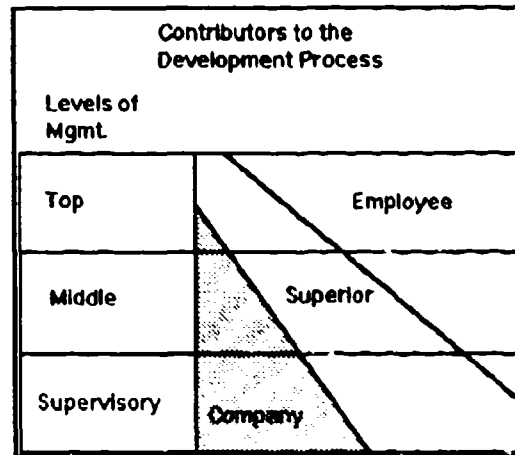 Contributors to the
Development Process
Levels of
Mgmt.
Top
Employee
Middle
Superior
Supervisory
Company